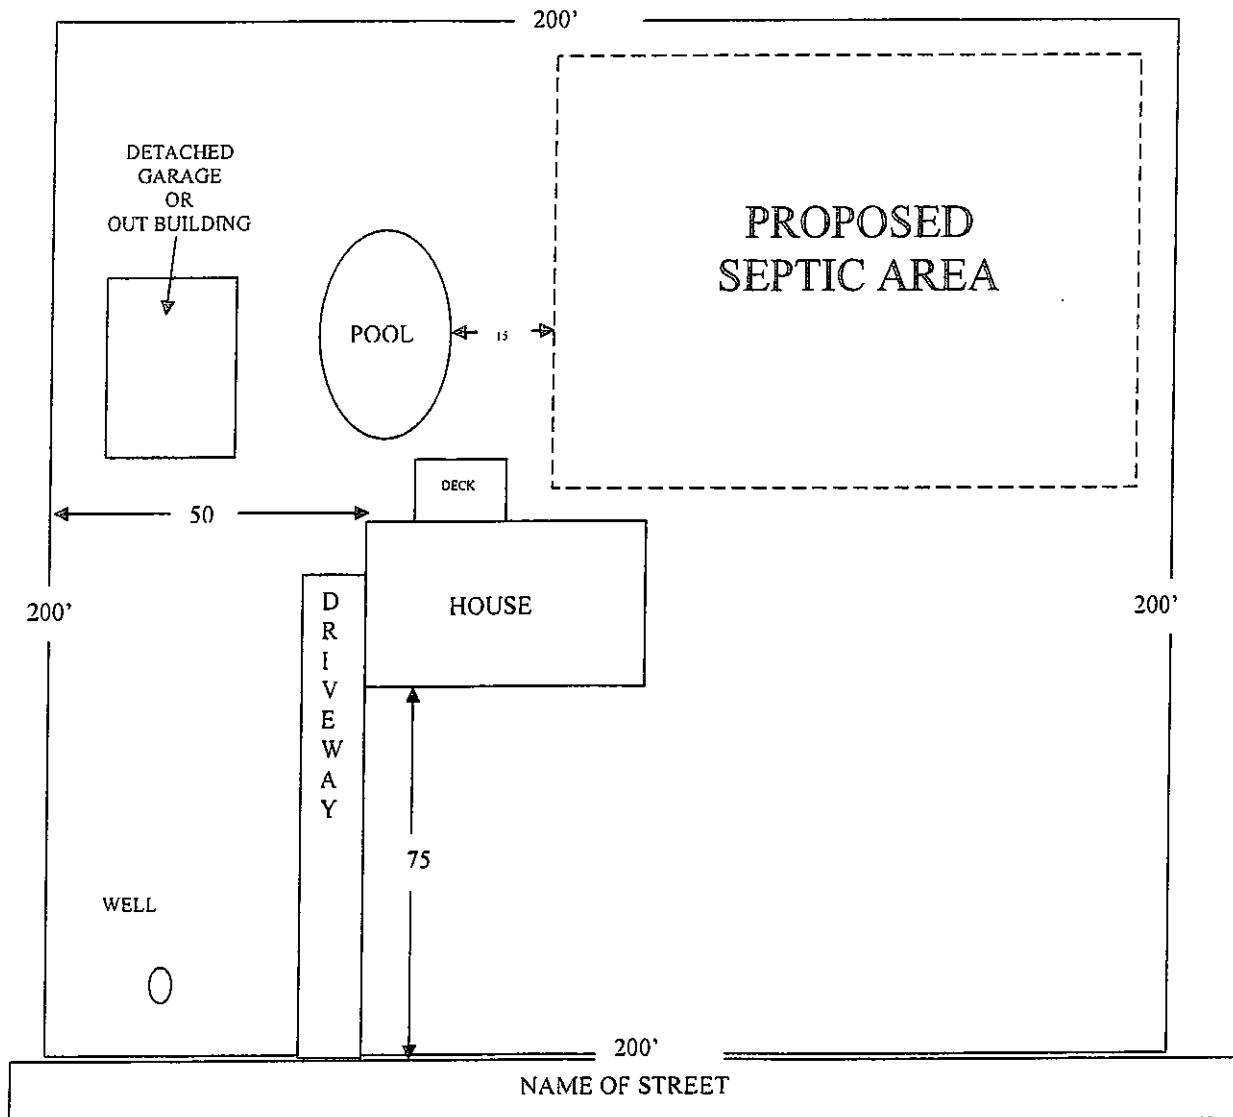 200'
DETACHED
GARAGE
OR
OUT BUILDING
PROPOSED
SEPTIC AREA
POOL
15
DECK
50
200'
DRIVEWAY
HOUSE
200'
75
WELL
200'
NAME OF STREET